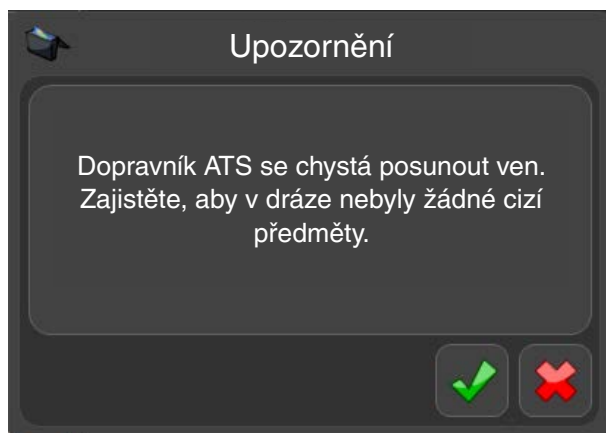 Upozornění
Dopravník ATS se chystá posunout ven.
Zajistěte, aby v dráze nebyly žádné cizí
předměty.